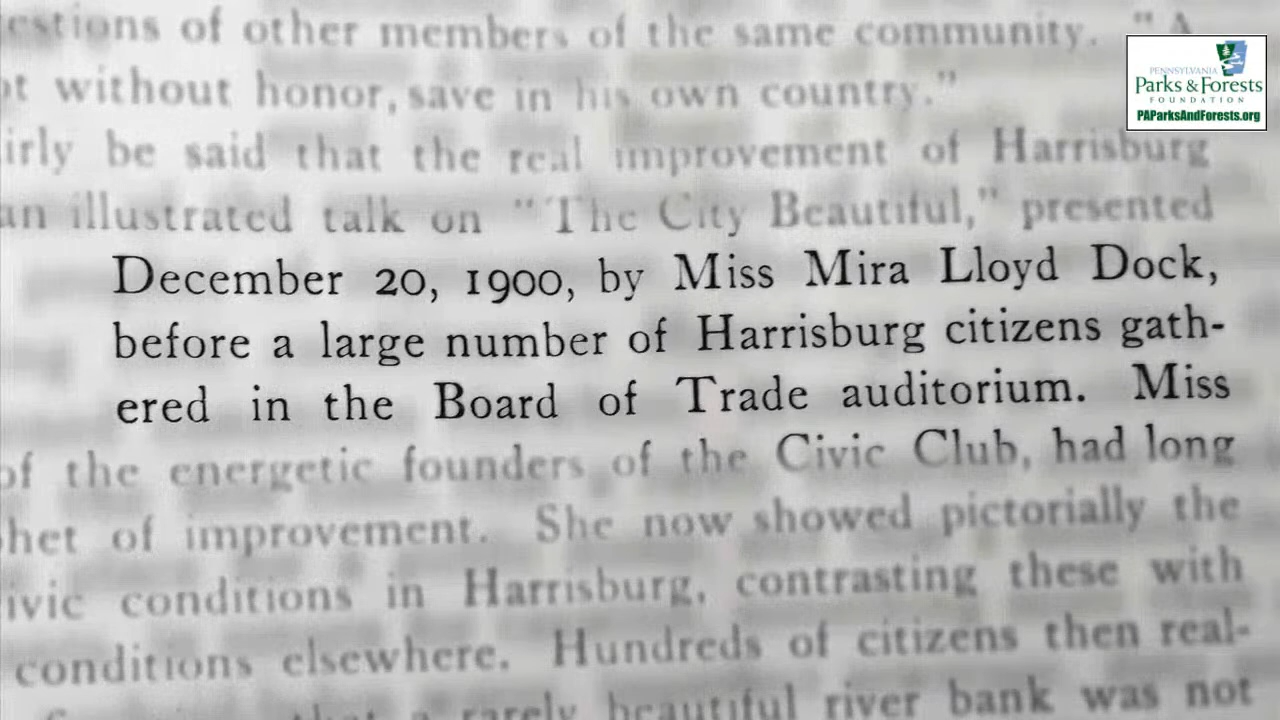 estions of other members of the same community. "A
ot without honor, save in his own country."
irly be said that the real improvement of Harrisburg
an illustrated talk on "The City Beautiful," presented
December 20, 1900, by Miss Mira Lloyd Dock,
before a large number of Harrisburg citizens gath-
ered in the Board of Trade auditorium. Miss
of the energetic founders of the Civic Club, had long
het of improvement. She now showed pictorially the
ivic conditions in Harrisburg, contrasting these with
conditions elsewhere. Hundreds of citizens then real-
that a rarely beautiful river bank was not
PENNSYLVANIA
Parks & Forests
FOUNDATION
PAParksAndForests.org